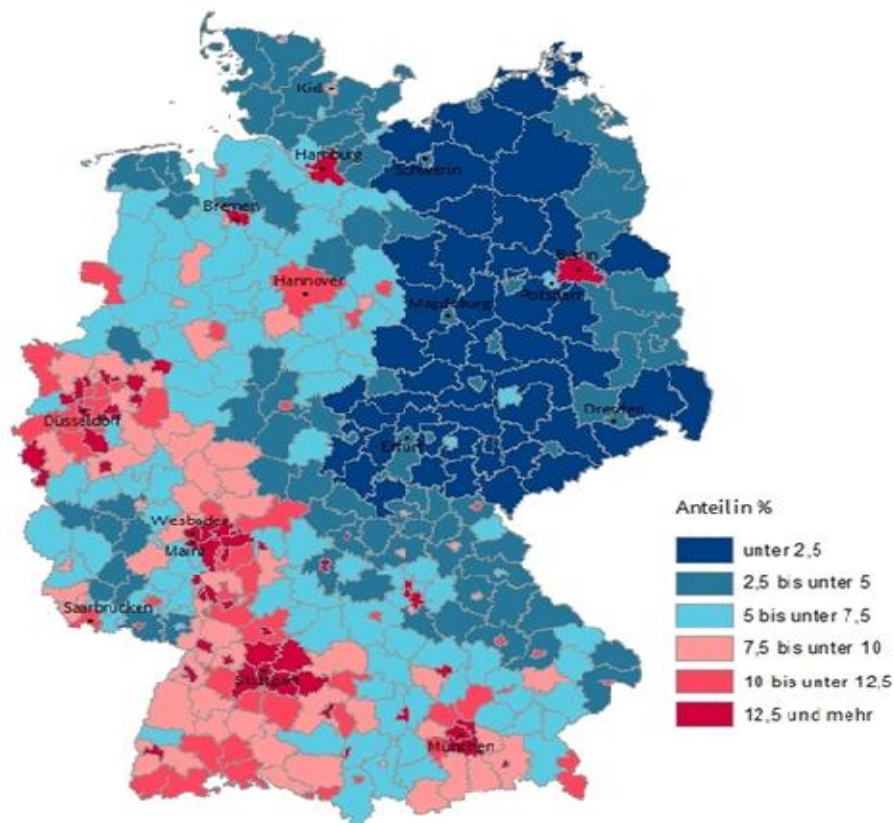 Kiel
Hamburg
Schwerin
Bremen
Berlin
Hannover
Potsdam
Magdeburg
Düsseldorf
Dresden
Erfurt
Anteil in %
Wiesbaden
unter 2,5
Mainz
2,5 bis unter 5
5 bis unter 7,5
Saarbrücken
7,5 bis unter 10
Stuttgart
10 bis unter 12,5
12,5 und mehr
München